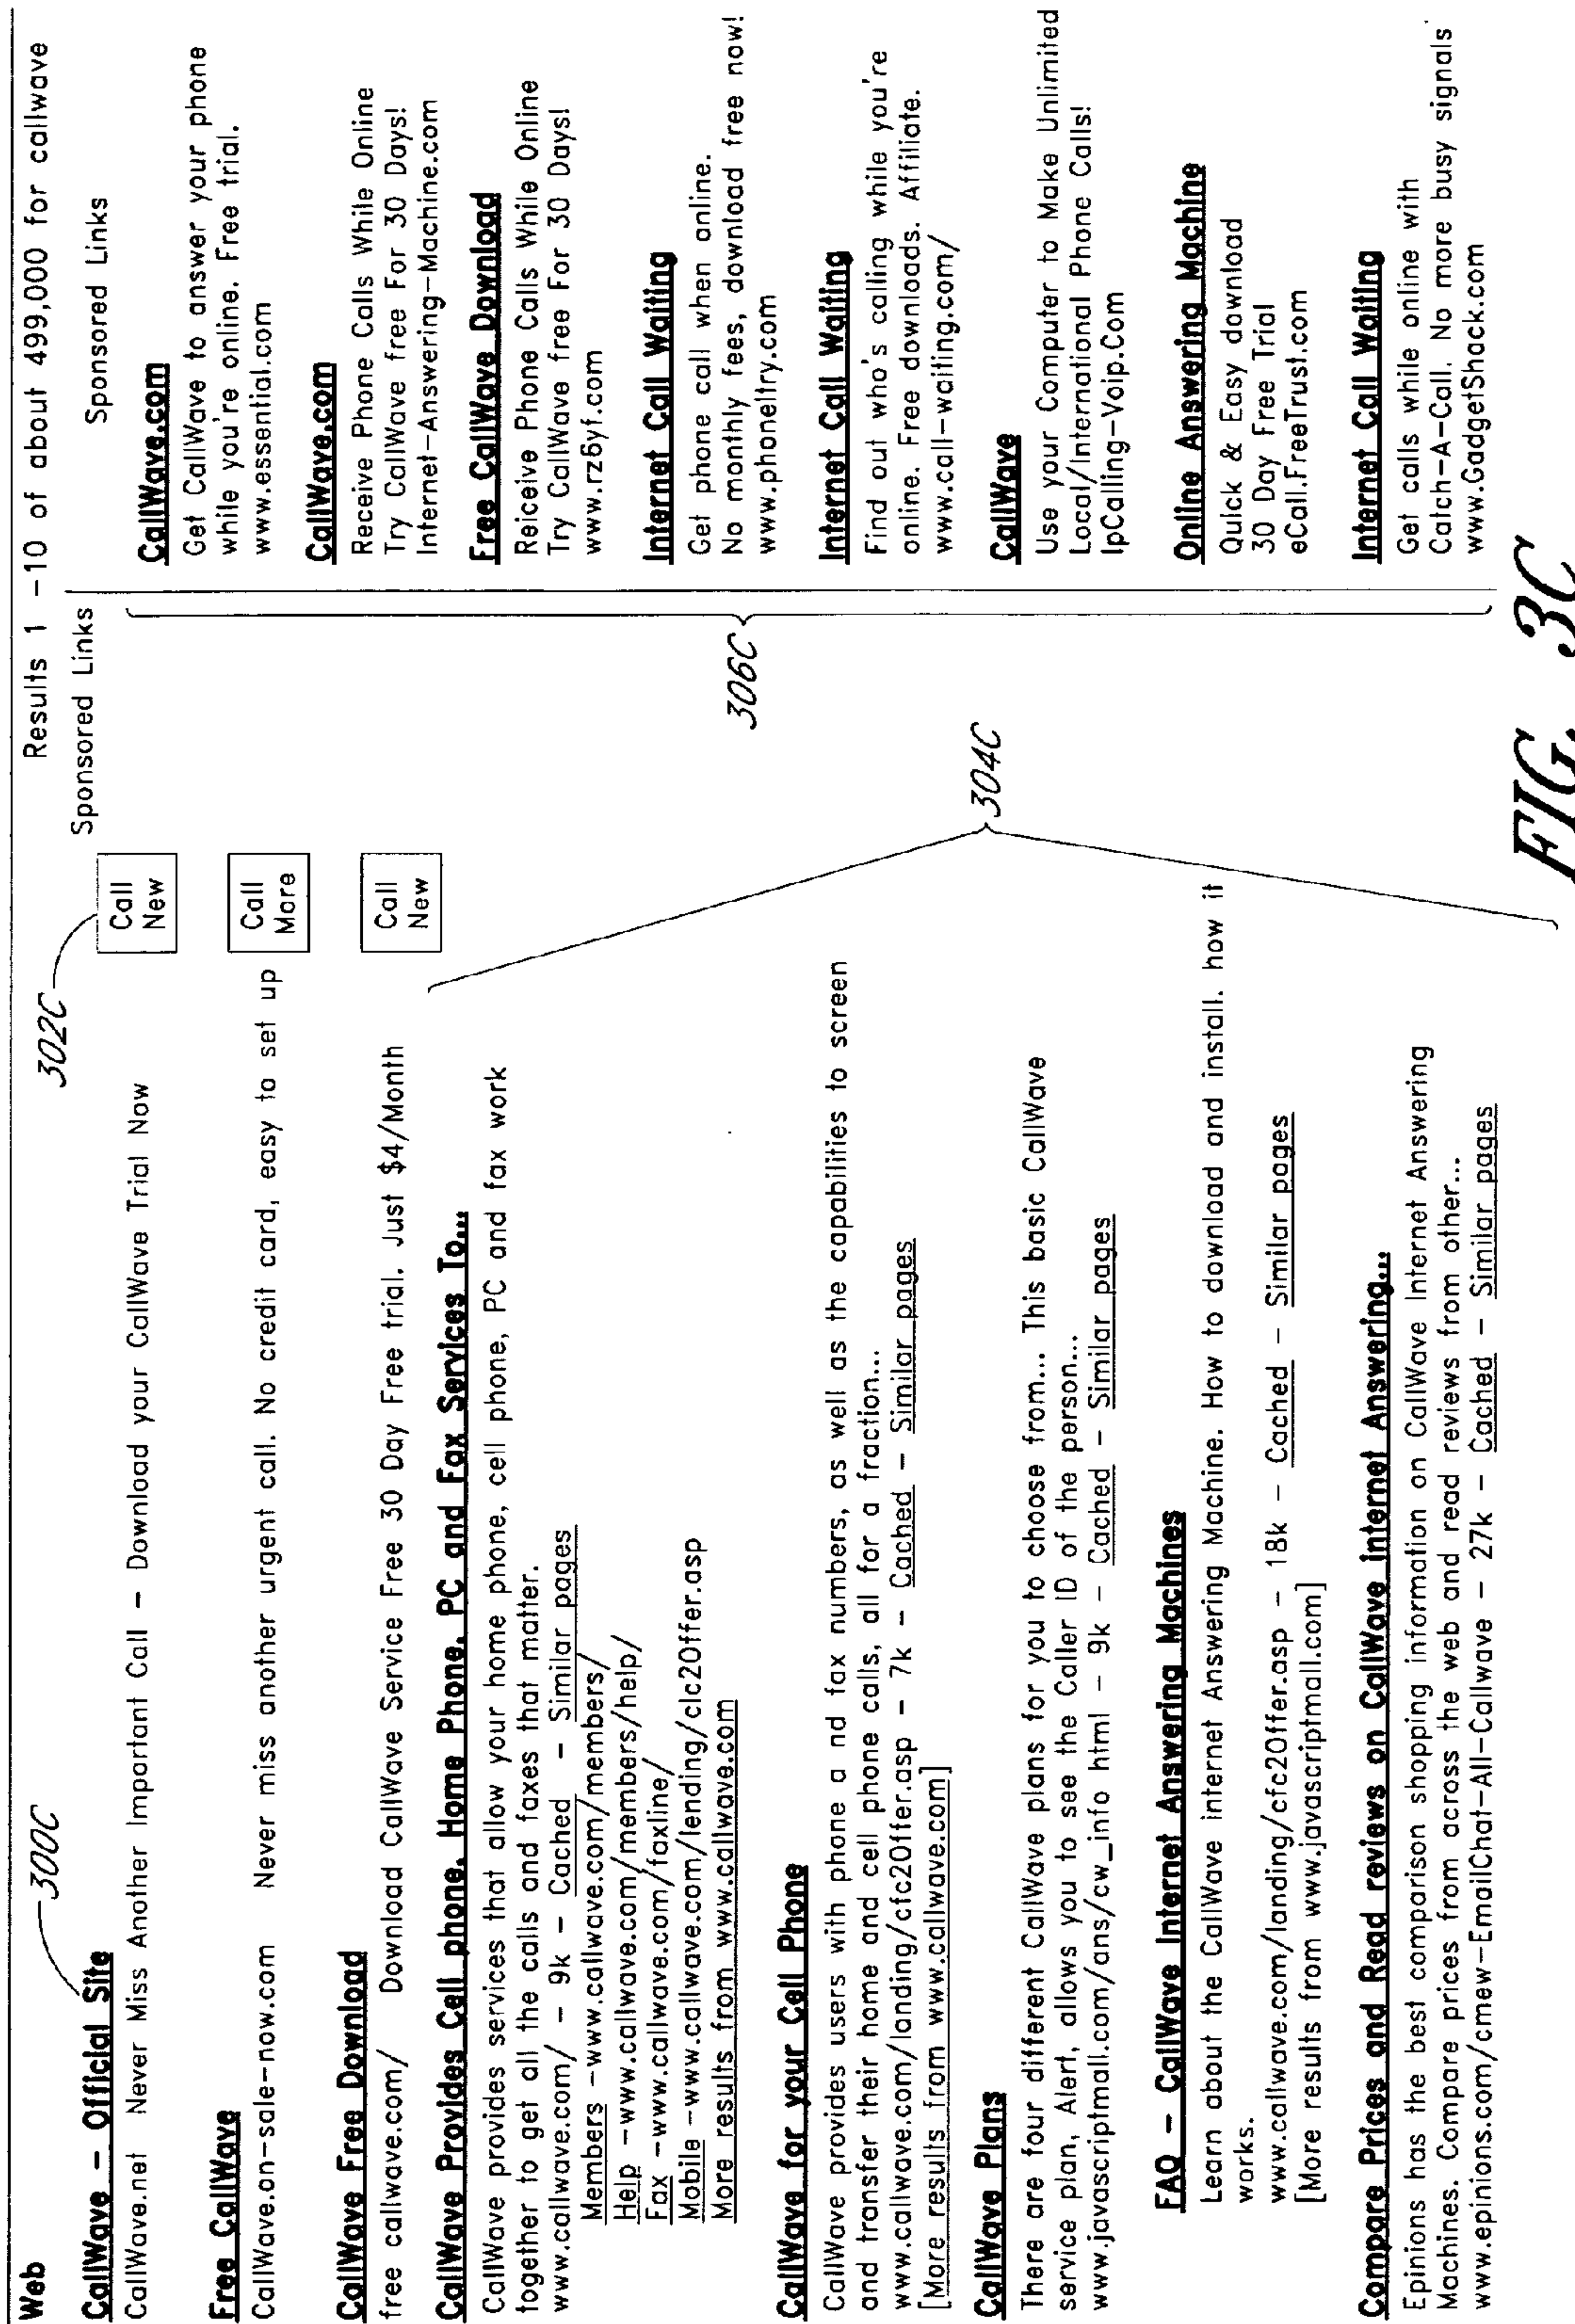 Web
Results 1 –10 of about 499,000 for callwave
300C
302C
Sponsored Links
CallWave – Official Site
CallWave.net Never Miss Another Important Call – Download your CallWave Trial Now
Call
New
Free CallWave
CallWave.on-sale-now.com Never miss another urgent call. No credit card, easy to set up
Call
More
CallWave Free Download
free callwave.com/ Download CallWave Service Free 30 Day Free trial. Just $4/Month
Call
New
CallWave Provides Cell phone, Home Phone, PC and Fax Services To...
CallWave provides services that allow your home phone, cell phone, PC and fax work
together to get all the calls and faxes that matter.
www.callwave.com/ – 9k – Cached – Similar pages
Members –www.callwave.com/members/
Help –www.callwave.com/members/help/
Fax –www.callwave.com/faxline/
Mobile –www.callwave.com/lending/clc2Offer.asp
More results from www.callwave.com
CallWave for your Cell Phone
CallWave provides users with phone a nd fax numbers, as well as the capabilities to screen
and transfer their home and cell phone calls, all for a fraction...
www.callwave.com/landing/cfc2Offer.asp – 7k – Cached – Similar pages
[More results from www.callwave.com]
CallWave Plans
There are four different CallWave plans for you to choose from... This basic CallWave
service plan, Alert, allows you to see the Caller ID of the person...
www.javascriptmall.com/ans/cw_info html – 9k – Cached – Similar pages
FAQ – CallWave Internet Answering Machines
Learn about the CallWave internet Answering Machine. How to download and install. how it
works.
www.callwave.com/landing/cfc2Offer.asp – 18k – Cached – Similar pages
[More results from www.javascriptmall.com]
Compare Prices and Read reviews on CallWave internet Answering...
Epinions has the best comparison shopping information on CallWave Internet Answering
Machines. Compare prices from across the web and read reviews from other...
www.epinions.com/cmew-EmailChat-All-Callwave – 27k – Cached – Similar pages
304C
306C
Sponsored Links
CallWave.com
Get CallWave to answer your phone
while you're online. Free trial.
www.essential.com
CallWave.com
Receive Phone Calls While Online
Try CallWave free For 30 Days!
Internet-Answering-Machine.com
Free CallWave Download
Reiceive Phone Calls While Online
Try CallWave free For 30 Days!
www.rz6yf.com
Internet Call Waiting
Get phone call when online.
No monthly fees, download free now!
www.phoneltry.com
Internet Call Waiting
Find out who's calling while you're
online. Free downloads. Affiliate.
www.call-waiting.com/
CallWave
Use your Computer to Make Unlimited
Local/International Phone Calls!
IpCalling-Voip.Com
Online Answering Machine
Quick & Easy download
30 Day Free Trial
eCall.FreeTrust.com
Internet Call Waiting
Get calls while online with
Catch-A-Call. No more busy signals
www.GadgetShack.com
FIG. 3C